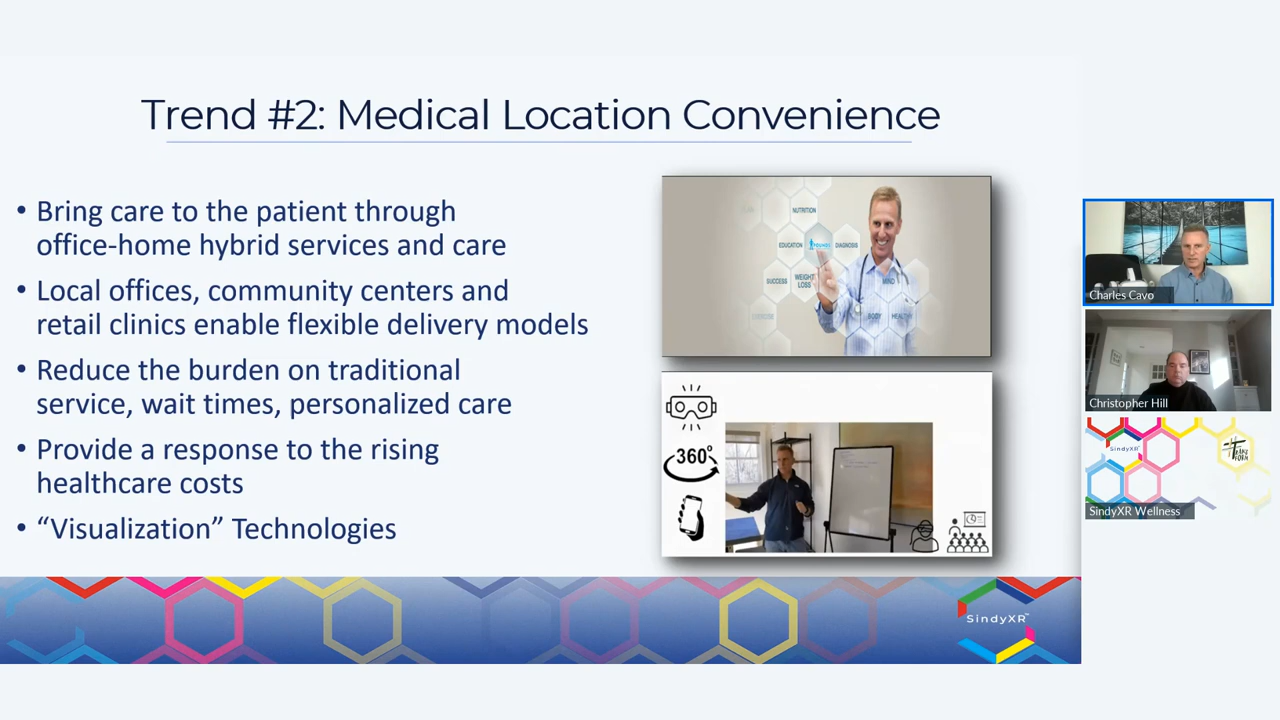 Trend #2: Medical Location Convenience
• Bring care to the patient through
office-home hybrid services and care
• Local offices, community centers and
retail clinics enable flexible delivery models
• Reduce the burden on traditional
service, wait times, personalized care
• Provide a response to the rising
healthcare costs
• “Visualization” Technologies
NUTRITION
EDUCATION
DIAGNOSIS
SUCCESS
WEIGHT
LOSS
MIND
EXERCISE
BODY
HEALTHY
360°
SindyXR™
Charles Cavo
Christopher Hill
SindyXR
SindyXR Wellness